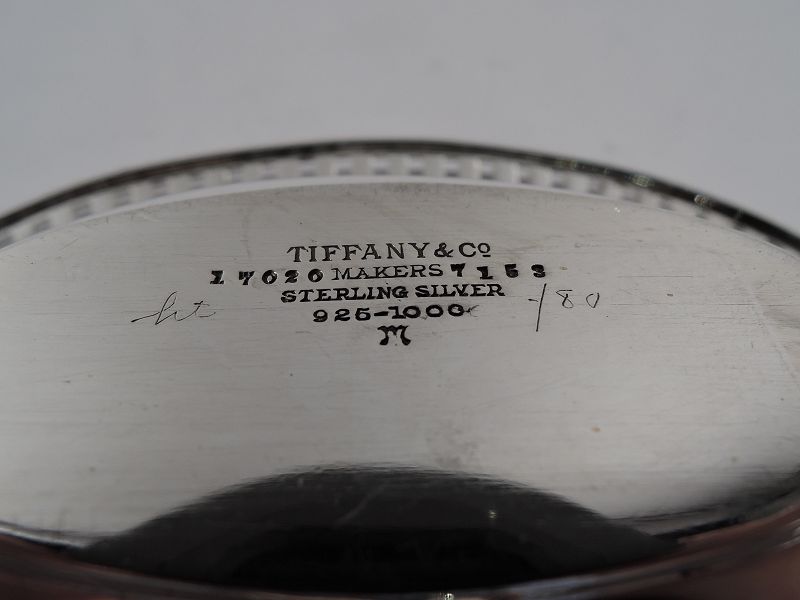 TIFFANY & Co
17020 MAKERS 7153
STERLING SILVER
925-1000
M